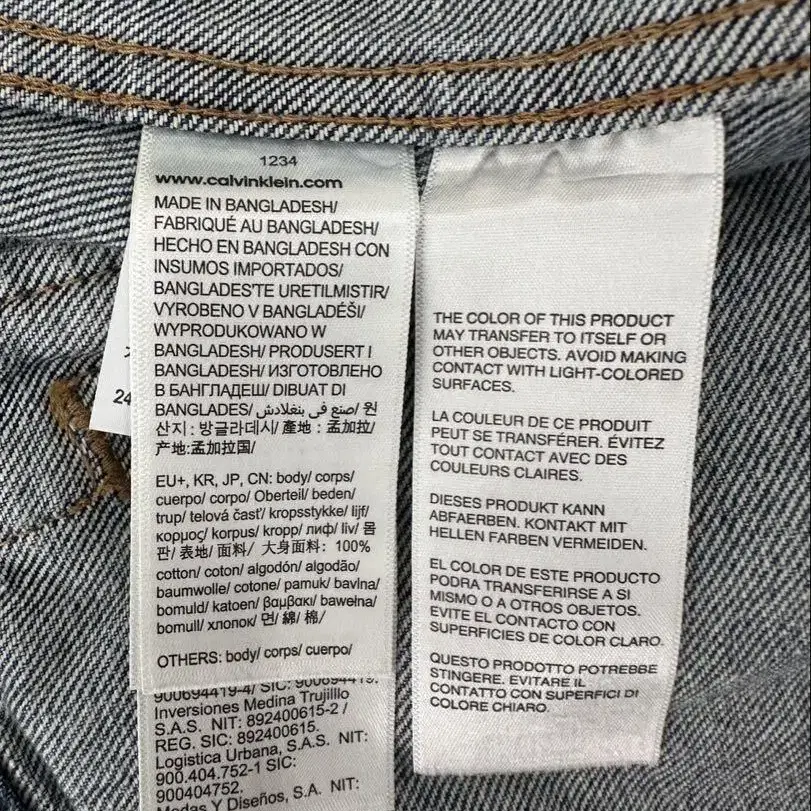 1234
www.calvinklein.com
MADE IN BANGLADESH/
FABRIQUÉ AU BANGLADESH/
HECHO EN BANGLADESH CON
INSUMOS IMPORTADOS/
BANGLADES'TE URETILMISTIR/
VYROBENO V BANGLADÉŠI/
WYPRODUKOWANO W
BANGLADESH/ PRODUSERT I
BANGLADESH/ ИЗГОТОВЛЕНО
В БАНГЛАДЕШ/ DIBUAT DI
BANGLADES/ صنع في بنغلادش/ 원
산지: 방글라데시/ 產地: 孟加拉/
产地:孟加拉国/
EU+, KR, JP, CN: body/ corps/
cuerpo/ corpo/ Oberteil/ beden/
trup/ telová časť/ kropsstykke/ lijf/
κορμος/ korpus/ kropp/ лиф/ liv/ 몸
판/ 表地/ 面料/ 大身面料: 100%
cotton/ coton/ algodón/ algodão/
baumwolle/ cotone/ pamuk/ bavlna/
bomuld/ katoen/ βαμβακι/ bawełna/
bomull/ хлопок/ 면/ 綿/ 棉/
OTHERS: body/ corps/ cuerpo/
900694419-4/ SIC: 900694419.
Inversiones Medina Trujillo
S.A.S. NIT: 892400615-2 /
REG. SIC: 892400615.
Logistica Urbana, S.A.S. NIT:
900.404.752-1 SIC:
900404752.
Modas Y Diseños, S.A. NIT:
24
THE COLOR OF THIS PRODUCT
MAY TRANSFER TO ITSELF OR
OTHER OBJECTS. AVOID MAKING
CONTACT WITH LIGHT-COLORED
SURFACES.
LA COULEUR DE CE PRODUIT
PEUT SE TRANSFÉRER. ÉVITEZ
TOUT CONTACT AVEC DES
COULEURS CLAIRES.
DIESES PRODUKT KANN
ABFAERBEN. KONTAKT MIT
HELLEN FARBEN VERMEIDEN.
EL COLOR DE ESTE PRODUCTO
PODRA TRANSFERIRSE A SI
MISMO O A OTROS OBJETOS.
EVITE EL CONTACTO CON
SUPERFICIES DE COLOR CLARO.
QUESTO PRODOTTO POTREBBE
STINGERE. EVITARE IL
CONTATTO CON SUPERFICI DI
COLORE CHIARO.